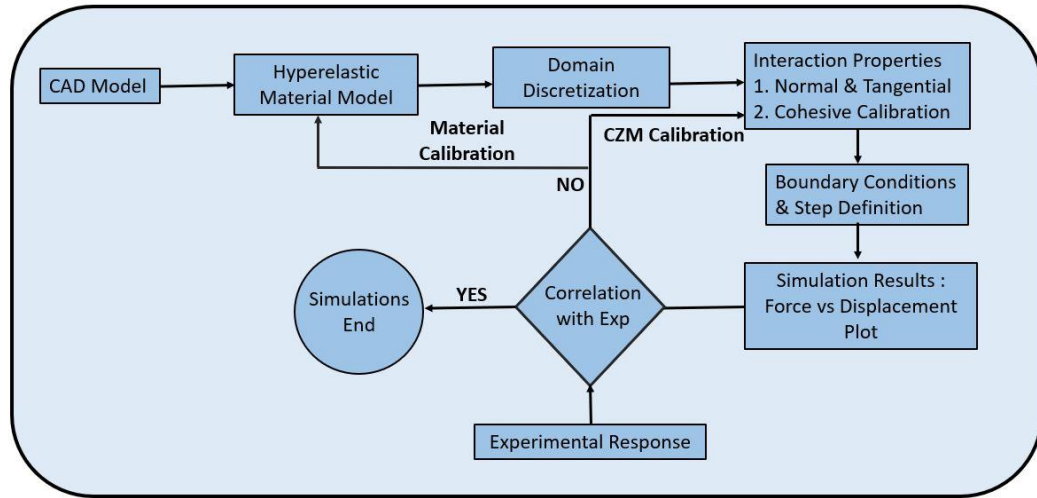 CAD Model
Hyperelastic
Material Model
Domain
Discretization
Interaction Properties
1. Normal & Tangential
2. Cohesive Calibration
Material
Calibration
CZM Calibration
NO
Boundary Conditions
& Step Definition
Simulations
End
YES
Correlation
with Exp
Simulation Results :
Force vs Displacement
Plot
Experimental Response